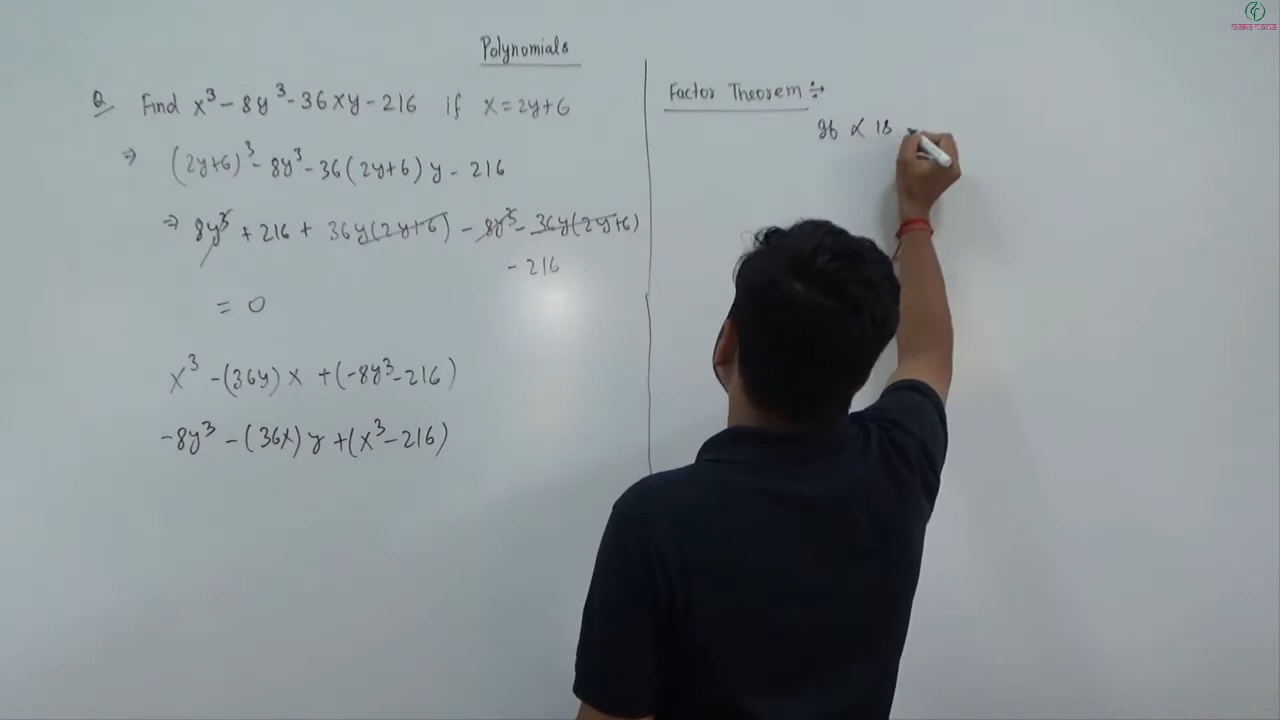 Polynomials
Q Find x³ - 8y³ - 36xy - 216 if x = 2y+6
⇒ (2y+6)³ - 8y³ - 36(2y+6)y - 216
⇒ 8y³ + 216 + 36y(2y+6) - 8y³ - 36y(2y+6)
- 216
= 0
x³ - (36y)x + (-8y³ - 216)
-8y³ - (36x)y + (x³ - 216)
Factor Theorem :→
If α is